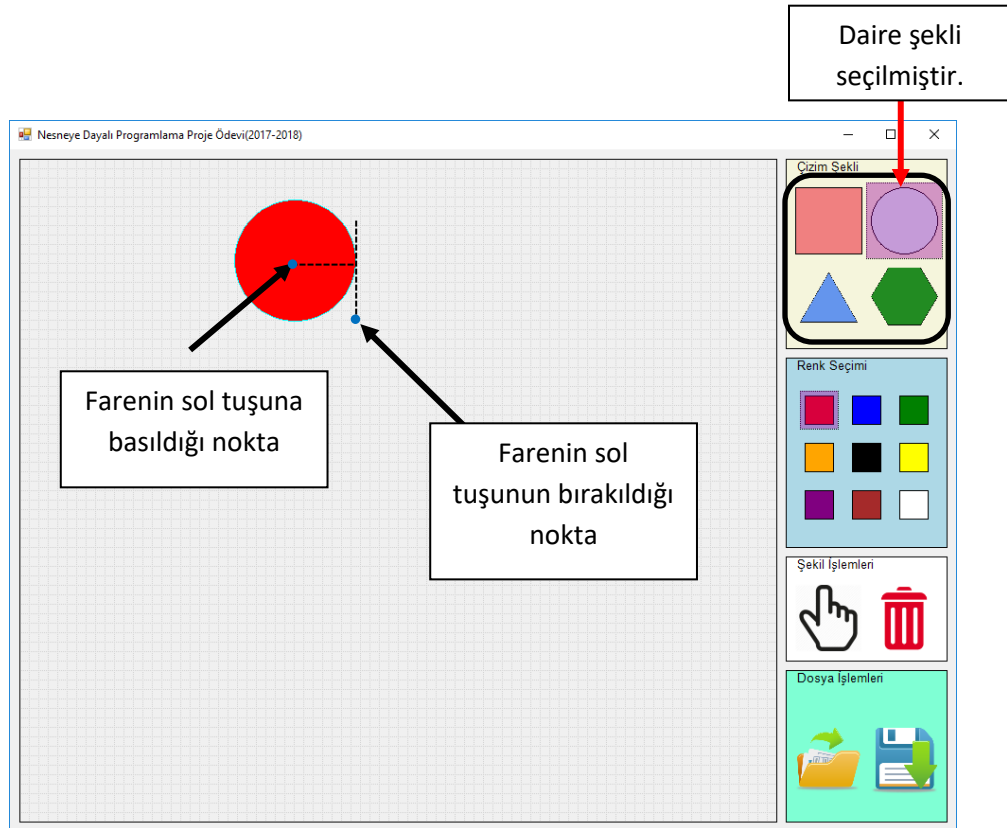 Daire şekli
seçilmiştir.
Nesneye Dayalı Programlama Proje Ödevi(2017-2018)
Çizim Şekli
Farenin sol tuşuna
basıldığı nokta
Farenin sol
tuşunun bırakıldığı
nokta
Renk Seçimi
Şekil İşlemleri
Dosya İşlemleri